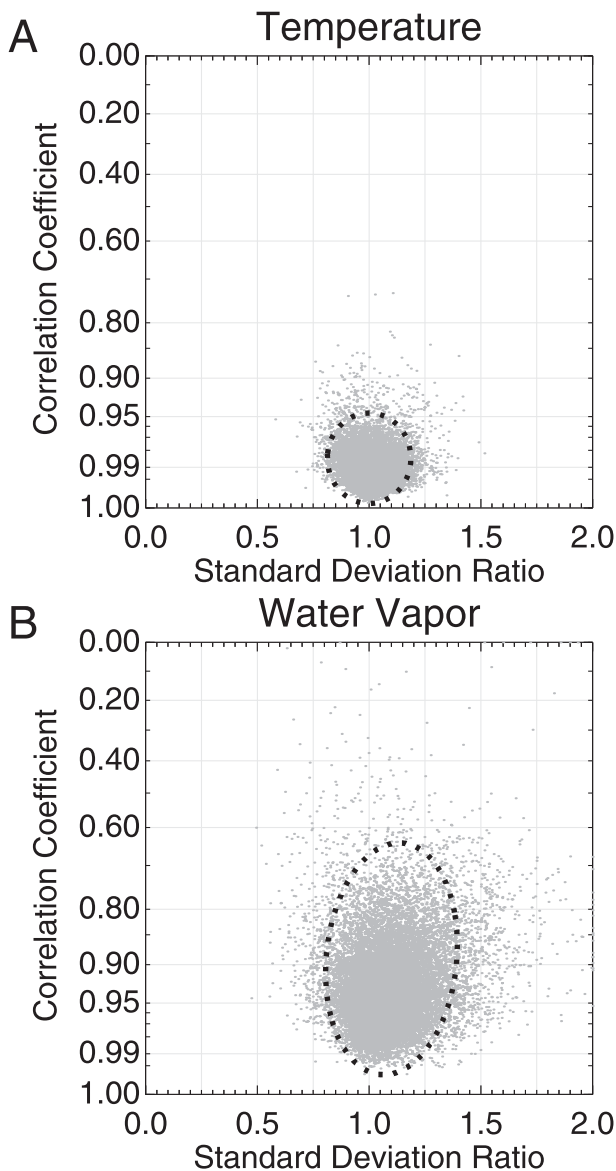 A
Temperature
Correlation Coefficient
0.00
0.20
0.40
0.60
0.80
0.90
0.95
0.99
1.00
0.0 0.5 1.0 1.5 2.0
Standard Deviation Ratio
B
Water Vapor
Correlation Coefficient
0.00
0.20
0.40
0.60
0.80
0.90
0.95
0.99
1.00
0.0 0.5 1.0 1.5 2.0
Standard Deviation Ratio